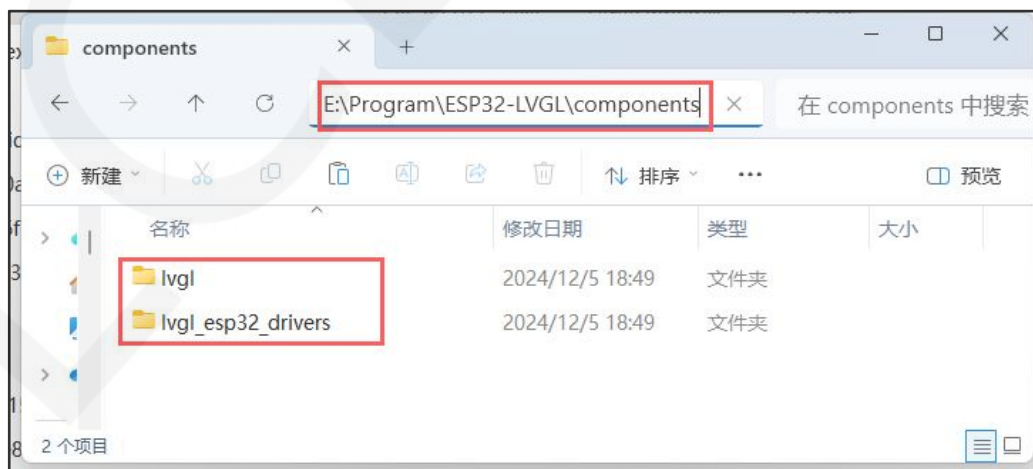 components
E:\Program\ESP32-LVGL\components
在 components 中搜索
新建
排序
预览
名称 修改日期 类型 大小
lvgl 2024/12/5 18:49 文件夹
lvgl_esp32_drivers 2024/12/5 18:49 文件夹
2 个项目